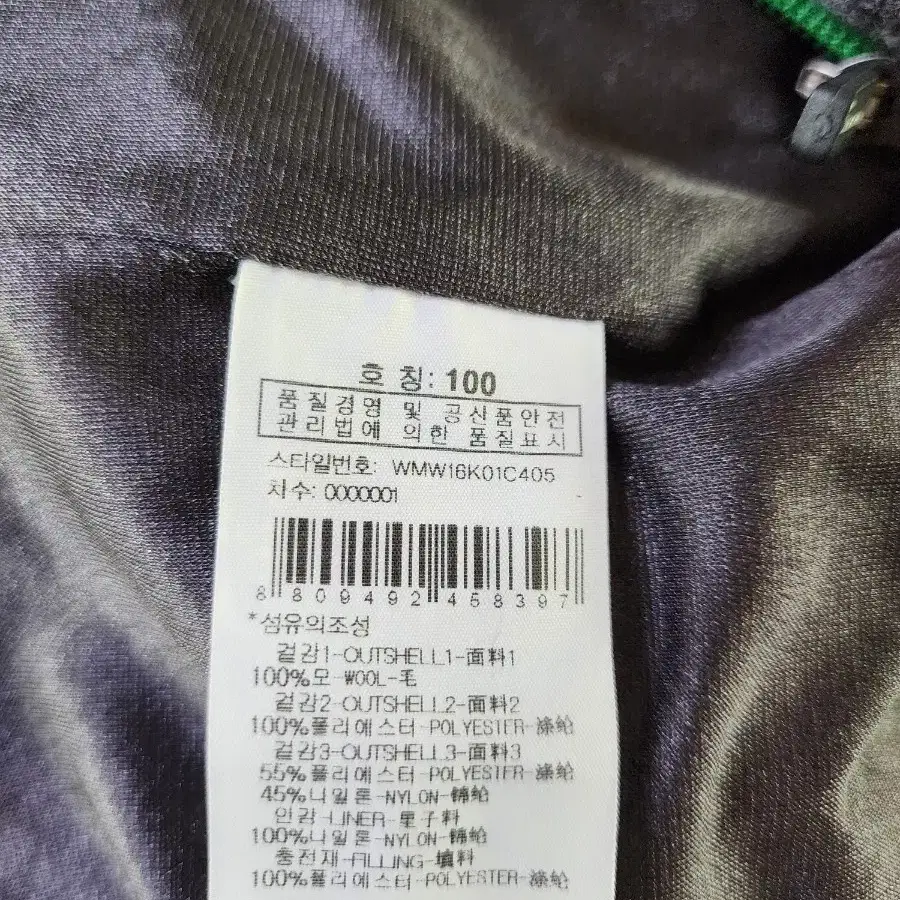 호 칭: 100
품질경영 및 공산품안전
관리법에 의한 품질표시
스타일번호: WMW16K01C405
차수: 0000001
8 809492 458397
*섬유의조성
겉감1-OUTSHELL1-面料1
100%모-WOOL-毛
겉감2-OUTSHELL2-面料2
100%폴리에스터-POLYESTER-涤纶
겉감3-OUTSHELL3-面料3
55%폴리에스터-POLYESTER-涤纶
45%나일론-NYLON-锦纶
안감-LINER-里子料
100%나일론-NYLON-锦纶
충전재-FILLING-填料
100%폴리에스터-POLYESTER-涤纶